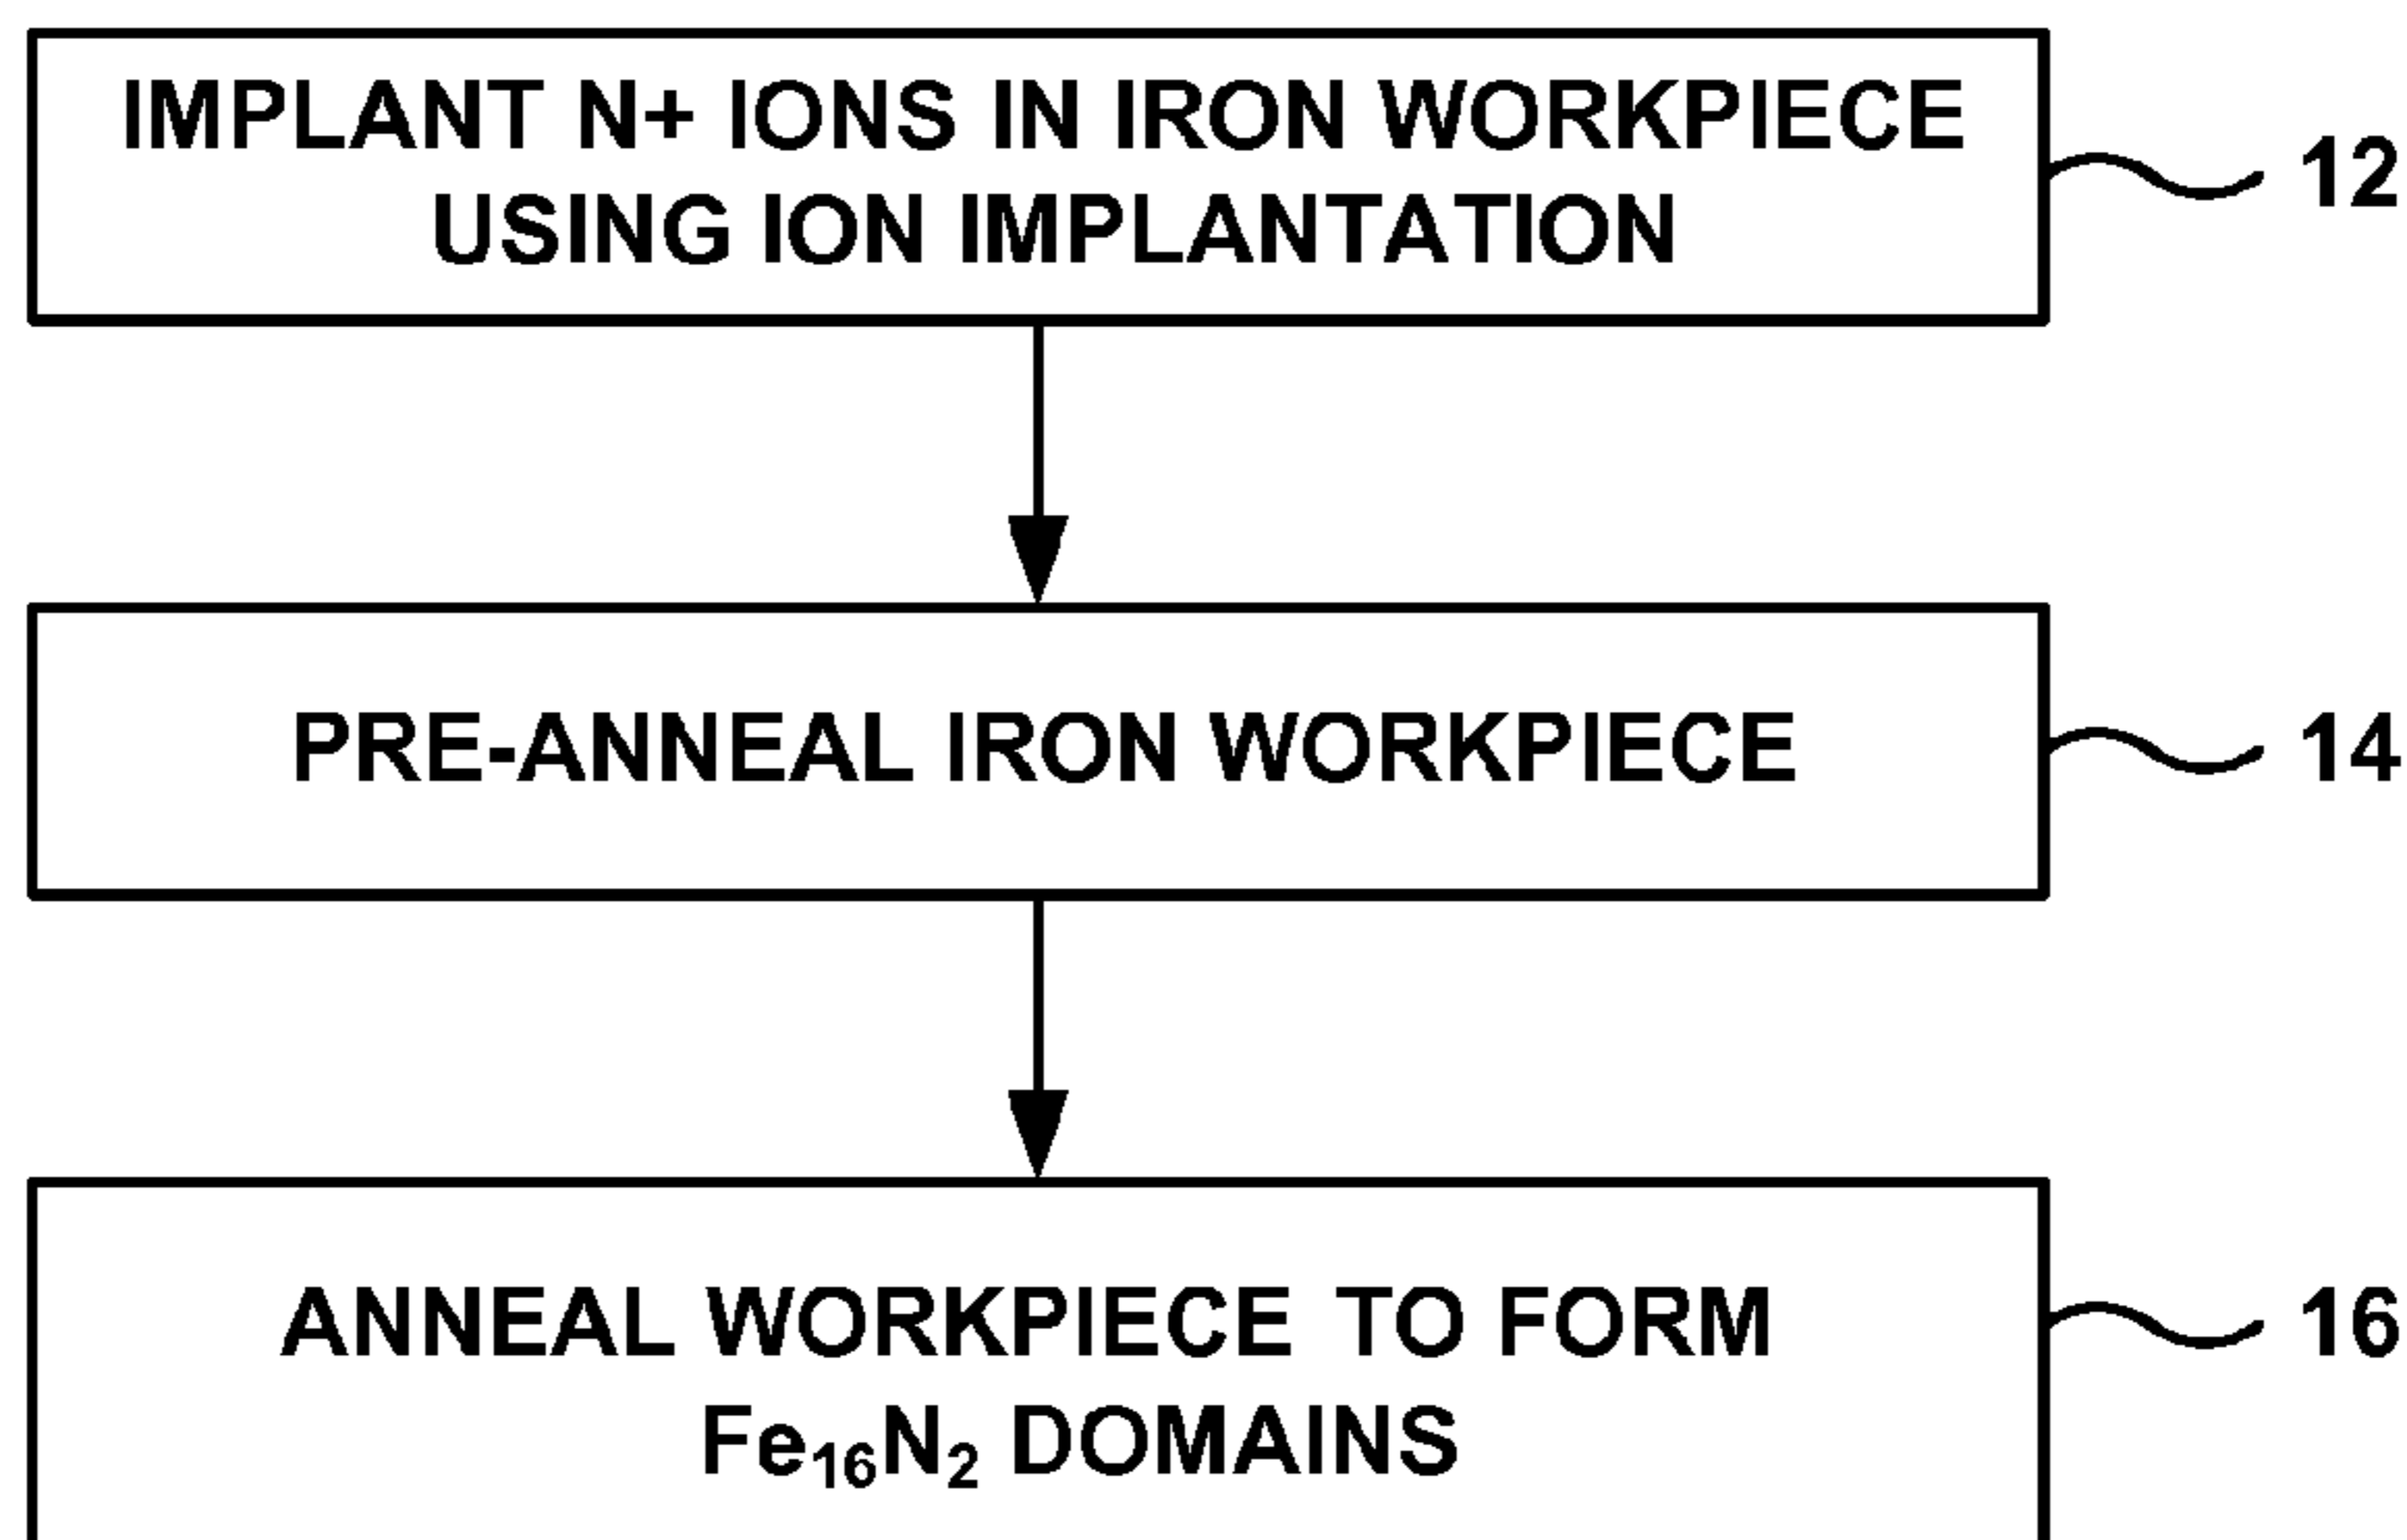 IMPLANT N+ IONS IN IRON WORKPIECE
USING ION IMPLANTATION
12
PRE-ANNEAL IRON WORKPIECE
14
ANNEAL WORKPIECE TO FORM
Fe₁₆N₂ DOMAINS
16